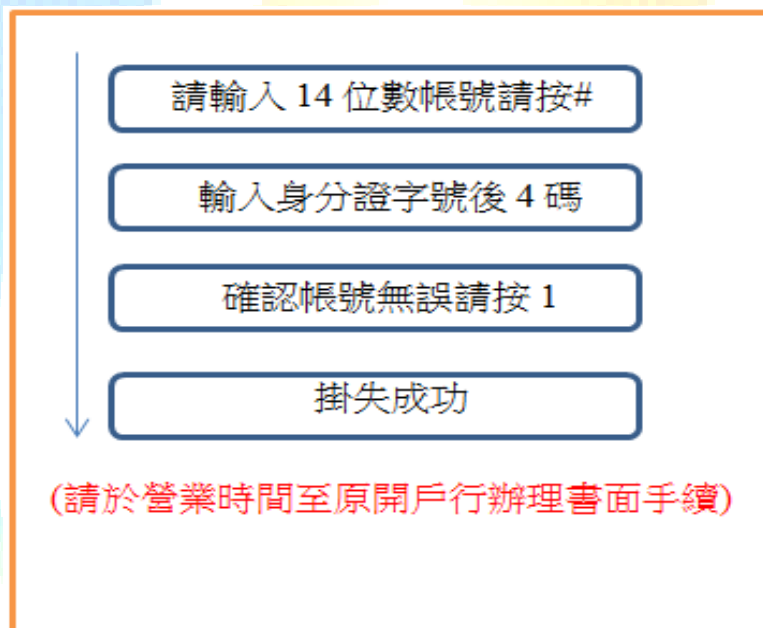 請輸入 14 位數帳號請按#
輸入身分證字號後 4 碼
確認帳號無誤請按 1
掛失成功
(請於營業時間至原開戶行辦理書面手續)